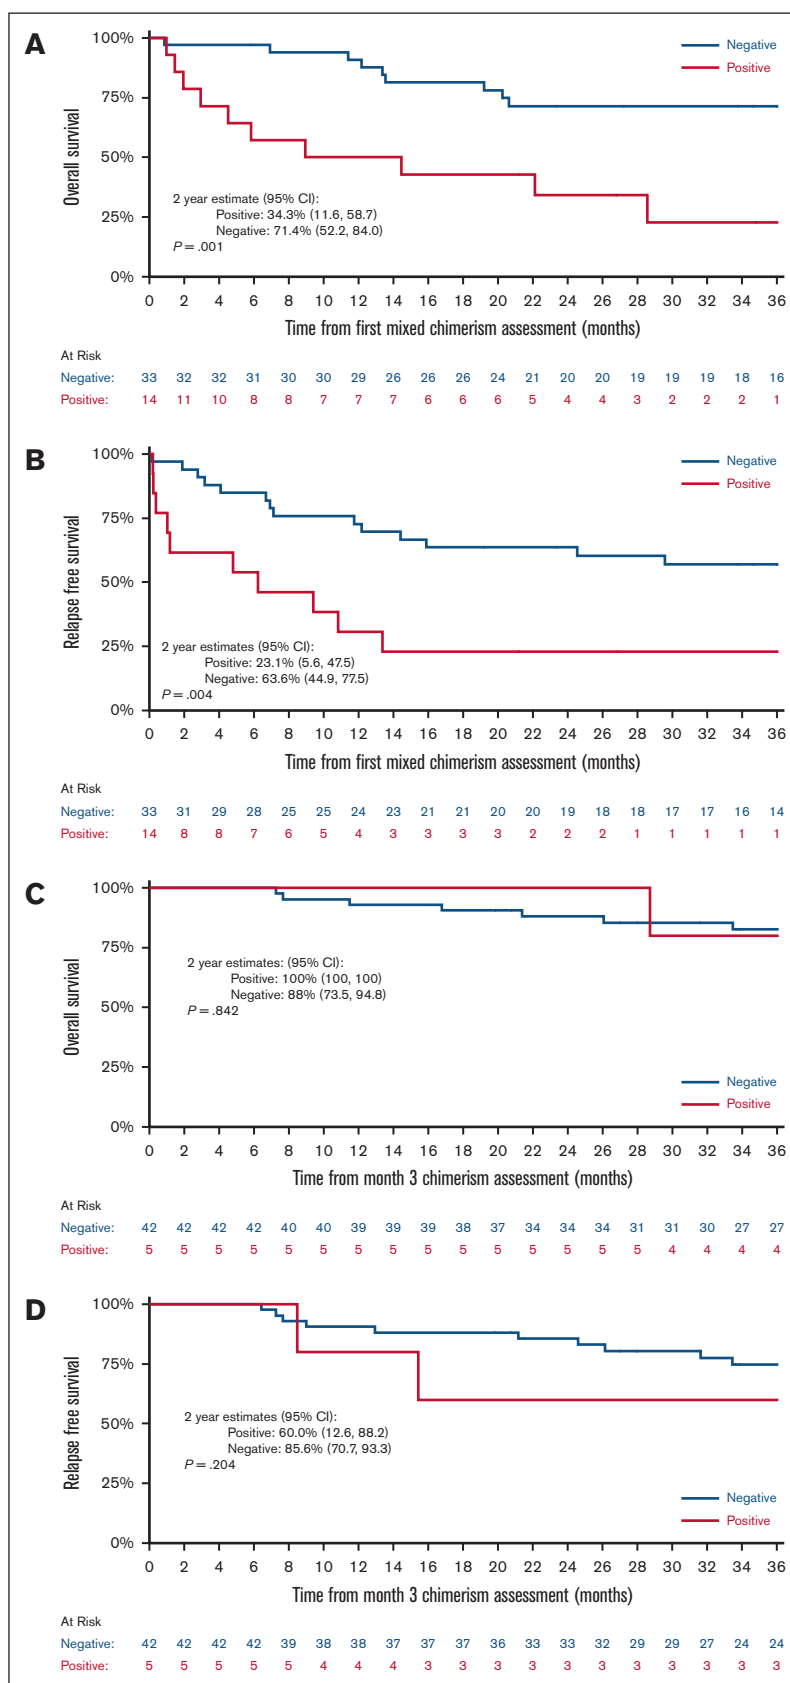 A
100%
75%
50%
25%
0%
Overall survival
Negative
Positive
2 year estimate (95% CI):
Positive: 34.3% (11.6, 58.7)
Negative: 71.4% (52.2, 84.0)
P = .001
0 2 4 6 8 10 12 14 16 18 20 22 24 26 28 30 32 34 36
Time from first mixed chimerism assessment (months)
At Risk
Negative: 33 32 32 31 30 30 29 26 26 26 24 21 20 20 19 19 19 18 16
Positive: 14 11 10 8 8 7 7 7 6 6 6 5 4 4 3 2 2 2 1
B
100%
75%
50%
25%
0%
Relapse free survival
Negative
Positive
2 year estimates (95% CI):
Positive: 23.1% (5.6, 47.5)
Negative: 63.6% (44.9, 77.5)
P = .004
0 2 4 6 8 10 12 14 16 18 20 22 24 26 28 30 32 34 36
Time from first mixed chimerism assessment (months)
At Risk
Negative: 33 31 29 28 25 25 24 23 21 21 20 20 19 18 18 17 17 16 14
Positive: 14 8 8 7 6 5 4 3 3 3 3 2 2 2 1 1 1 1 1
C
100%
75%
50%
25%
0%
Overall survival
2 year estimates: (95% CI):
Positive: 100% (100, 100)
Negative: 88% (73.5, 94.8)
P = .842
Negative
Positive
0 2 4 6 8 10 12 14 16 18 20 22 24 26 28 30 32 34 36
Time from month 3 chimerism assessment (months)
At Risk
Negative: 42 42 42 42 40 40 39 39 39 38 37 34 34 34 31 31 30 27 27
Positive: 5 5 5 5 5 5 5 5 5 5 5 5 5 5 5 4 4 4 4
D
100%
75%
50%
25%
0%
Relapse free survival
2 year estimates (95% CI):
Positive: 60.0% (12.6, 88.2)
Negative: 85.6% (70.7, 93.3)
P = .204
Negative
Positive
0 2 4 6 8 10 12 14 16 18 20 22 24 26 28 30 32 34 36
Time from month 3 chimerism assessment (months)
At Risk
Negative: 42 42 42 42 39 38 38 37 37 37 36 33 33 32 29 29 27 24 24
Positive: 5 5 5 5 5 4 4 4 3 3 3 3 3 3 3 3 3 3 3